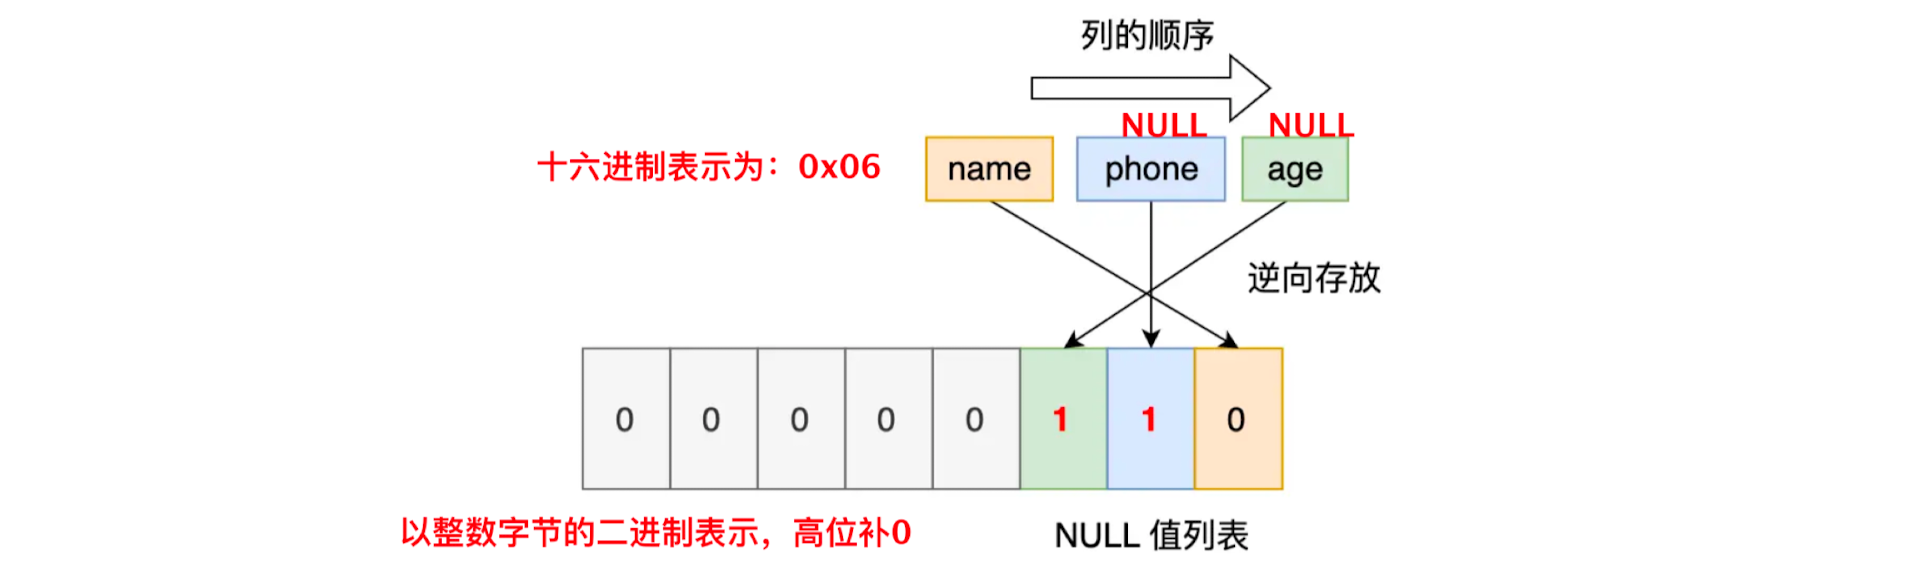 列的顺序
NULL NULL
十六进制表示为：0x06
name phone age
逆向存放
0 0 0 0 0 1 1 0
以整数字节的二进制表示，高位补0
NULL 值列表